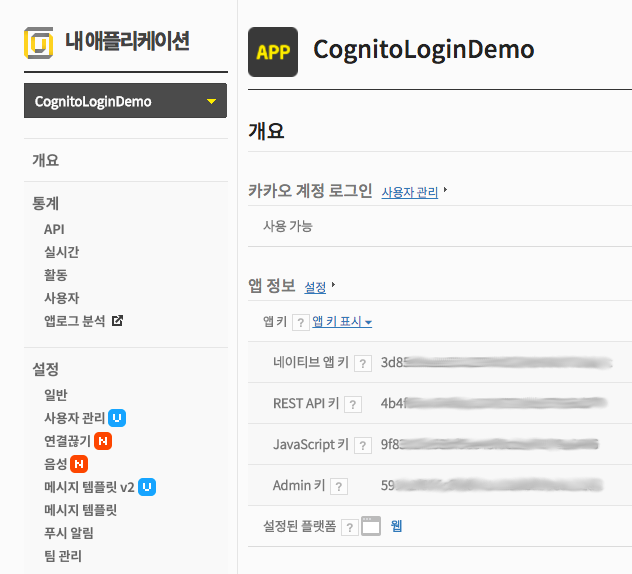 내 애플리케이션
CognitoLoginDemo
개요
통계
API
실시간
활동
사용자
앱로그 분석
설정
일반
사용자 관리 U
연결끊기 N
음성 N
메시지 템플릿 v2 U
메시지 템플릿
푸시 알림
팀 관리
APP CognitoLoginDemo
개요
카카오 계정 로그인 사용자 관리
사용 가능
앱 정보 설정
앱 키 ? 앱 키 표시
네이티브 앱 키 ? 3d8
REST API 키 ? 4b4
JavaScript 키 ? 9f8
Admin 키 ? 59
설정된 플랫폼 ? 웹